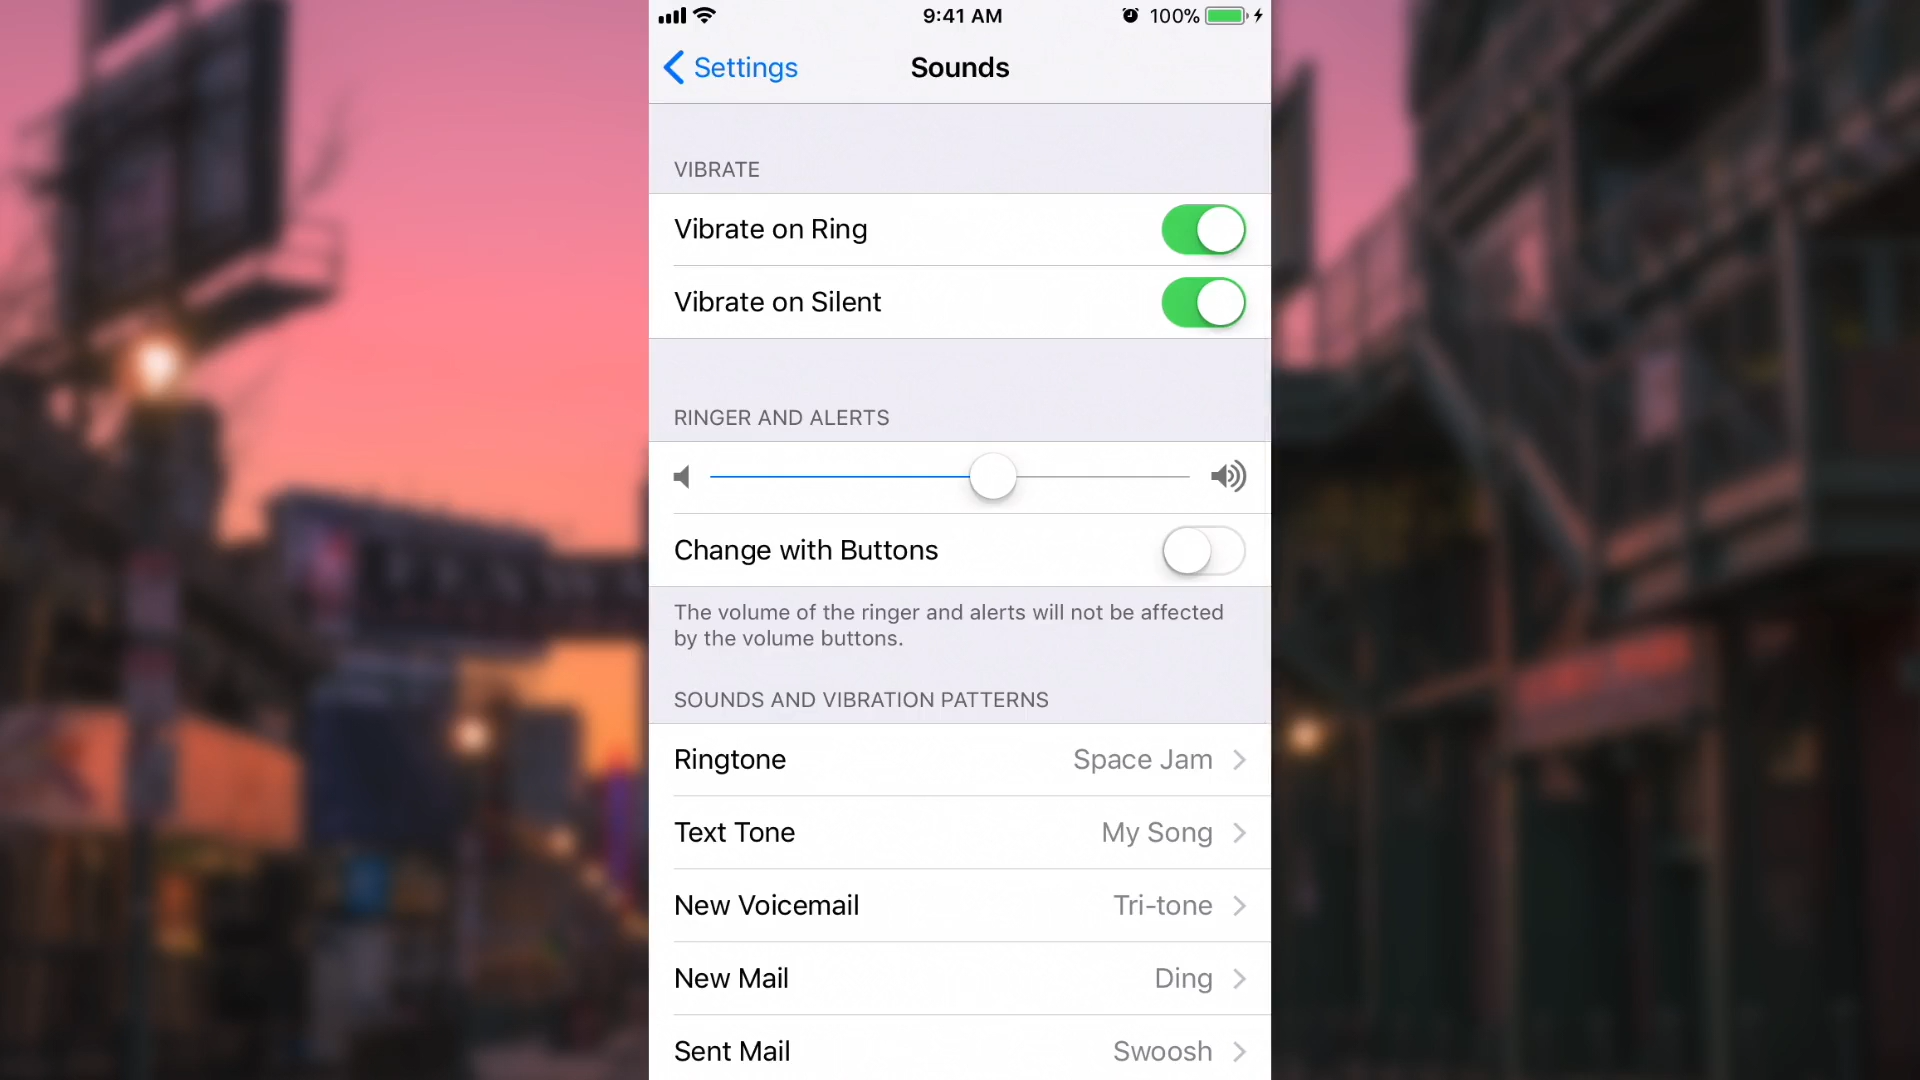 9:41 AM 100%
Settings Sounds
VIBRATE
Vibrate on Ring
Vibrate on Silent
RINGER AND ALERTS
Change with Buttons
The volume of the ringer and alerts will not be affected
by the volume buttons.
SOUNDS AND VIBRATION PATTERNS
Ringtone Space Jam
Text Tone My Song
New Voicemail Tri-tone
New Mail Ding
Sent Mail Swoosh